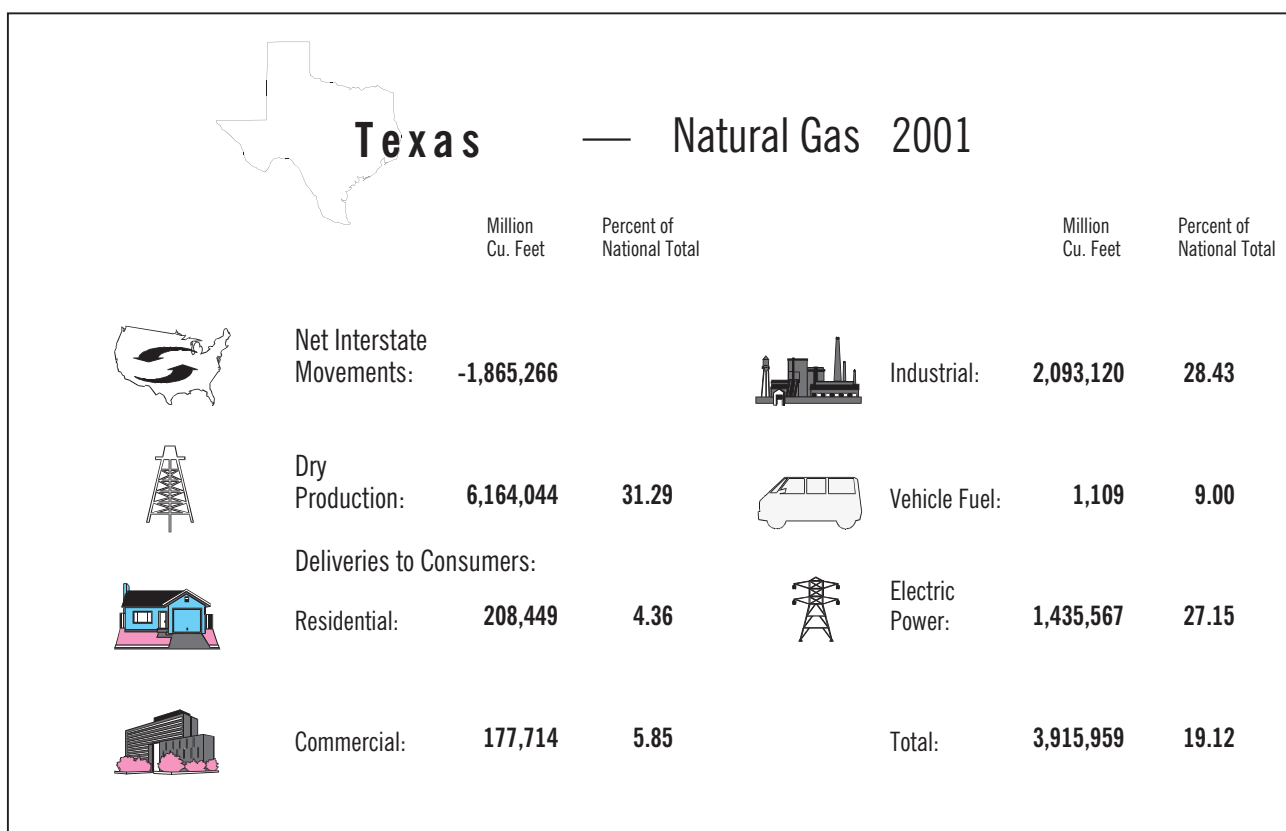 Texas — Natural Gas 2001
Million
Cu. Feet
Percent of
National Total
Million
Cu. Feet
Percent of
National Total
Net Interstate
Movements: -1,865,266
Industrial: 2,093,120 28.43
Dry
Production: 6,164,044 31.29
Vehicle Fuel: 1,109 9.00
Deliveries to Consumers:
Residential: 208,449 4.36
Electric
Power: 1,435,567 27.15
Commercial: 177,714 5.85
Total: 3,915,959 19.12